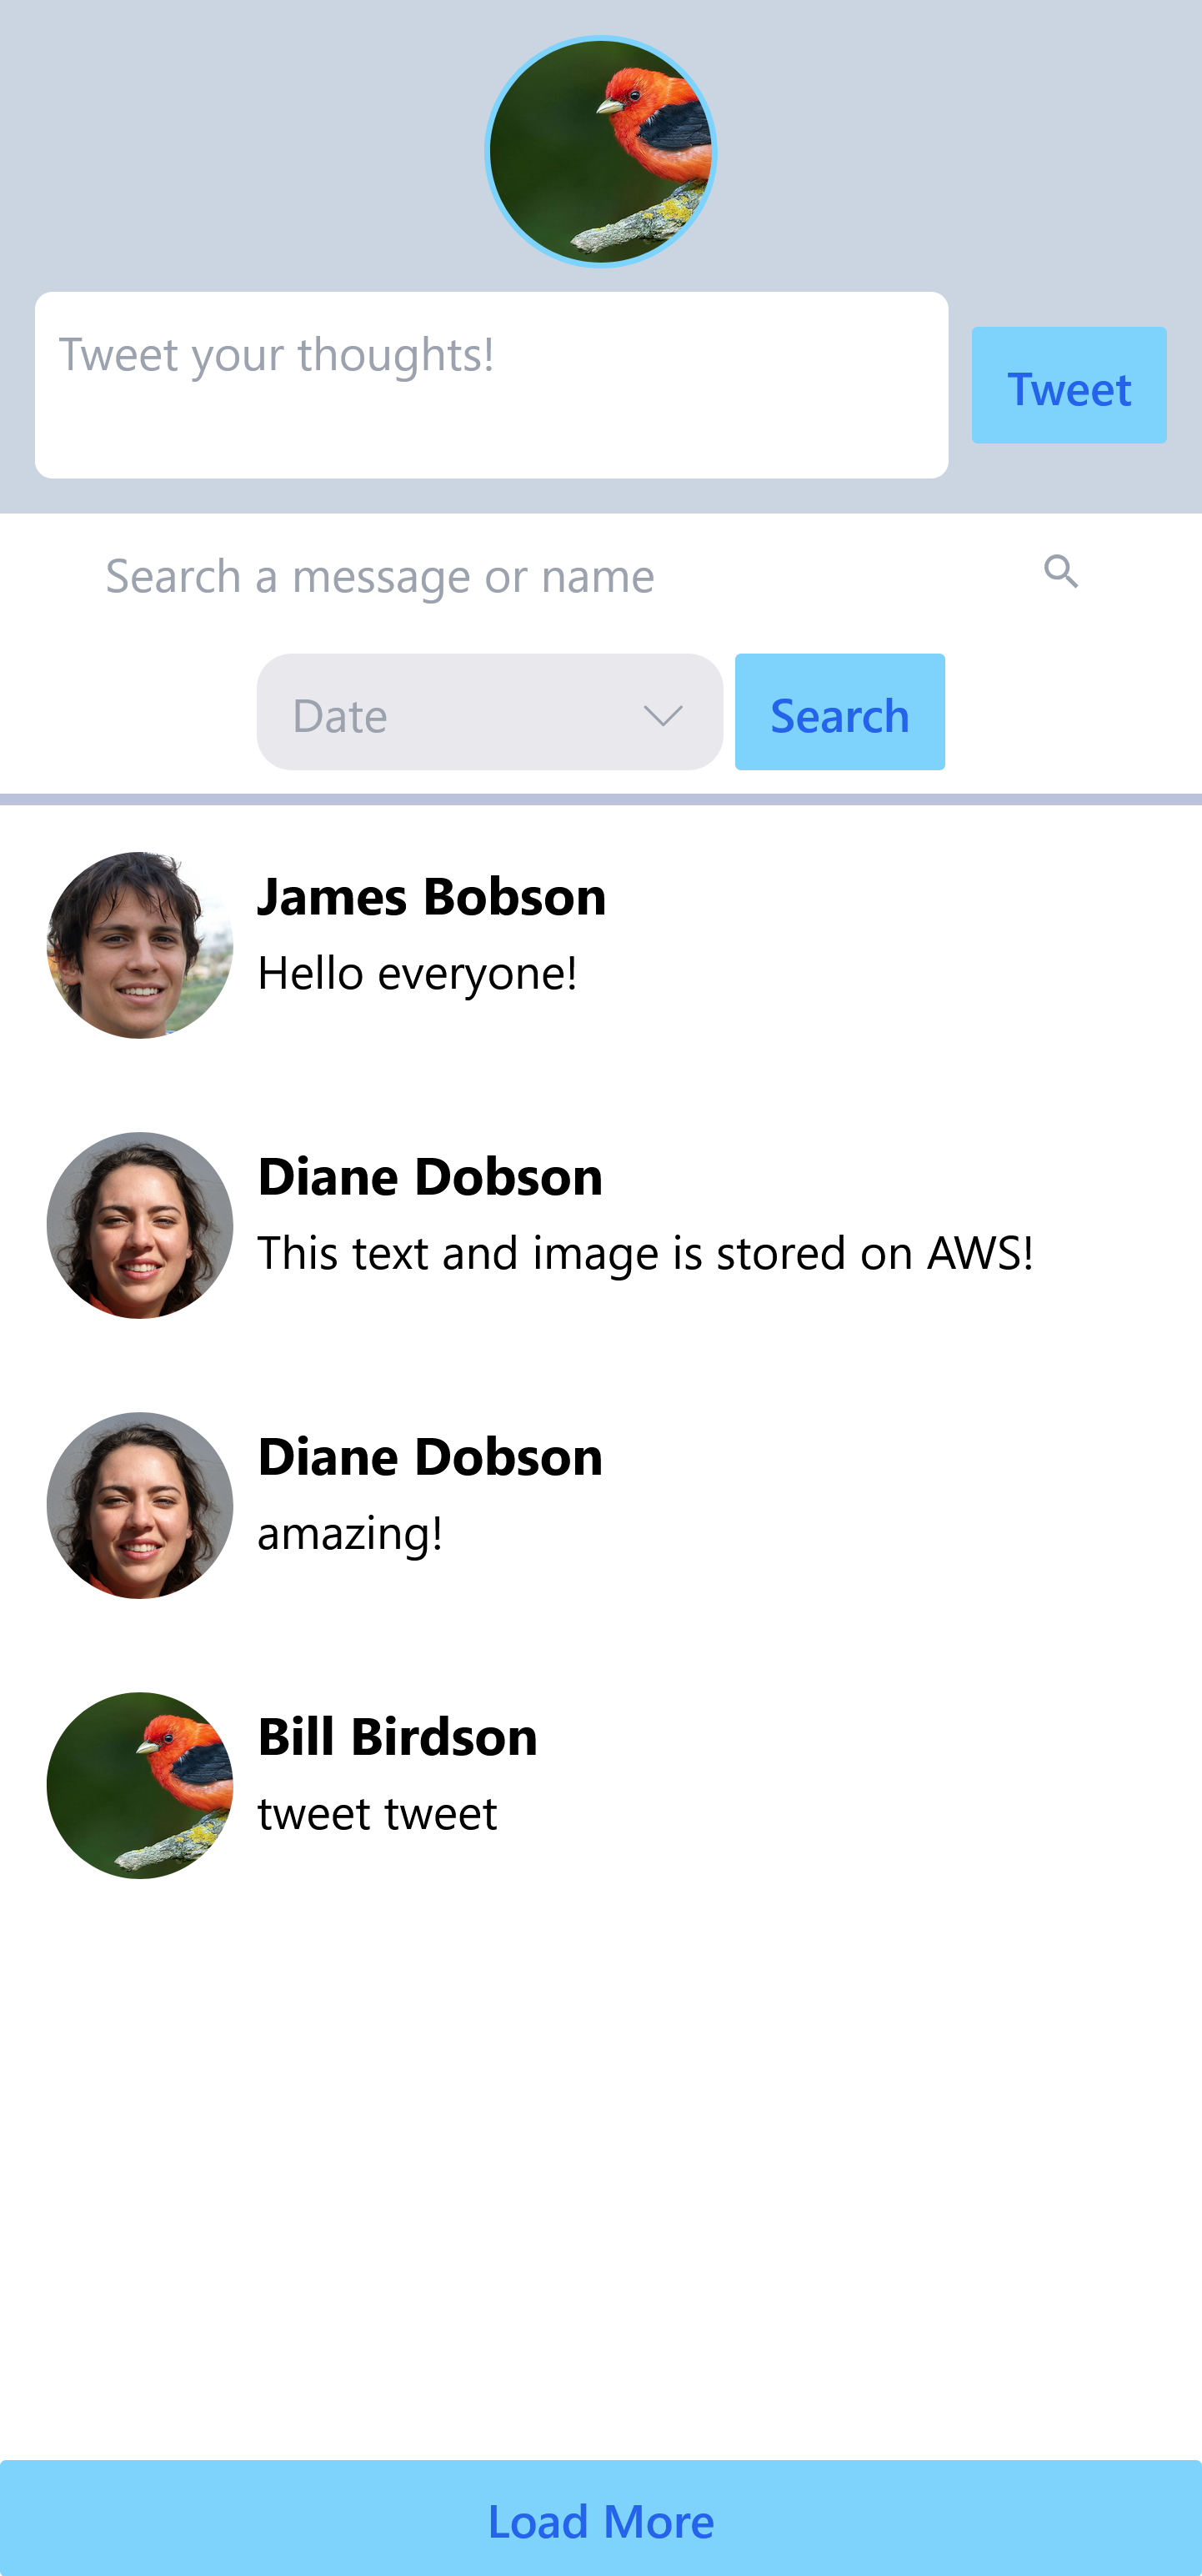 Tweet your thoughts!
Tweet
Search a message or name
Date
Search
James Bobson
Hello everyone!
Diane Dobson
This text and image is stored on AWS!
Diane Dobson
amazing!
Bill Birdson
tweet tweet
Load More